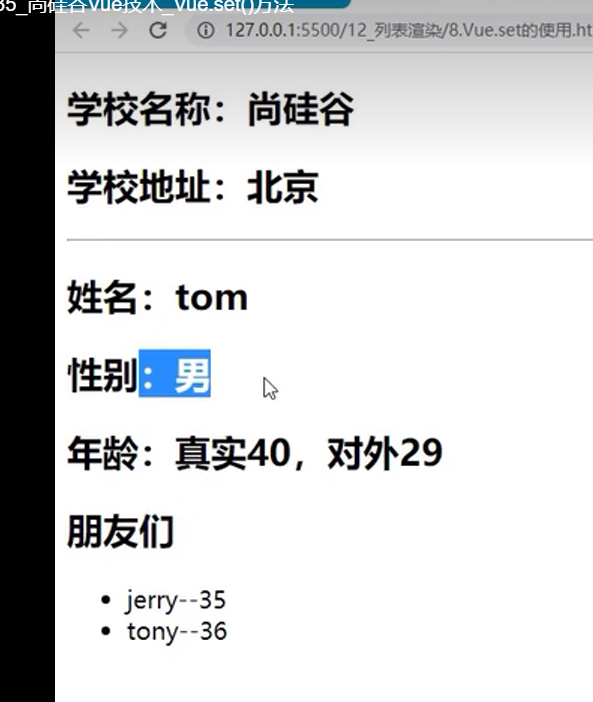 35_尚硅谷Vue技术_Vue.set()方法
127.0.0.1:5500/12_列表渲染/8.Vue.set的使用.ht
学校名称：尚硅谷
学校地址：北京
姓名：tom
性别：男
年龄：真实40，对外29
朋友们
jerry--35
tony--36